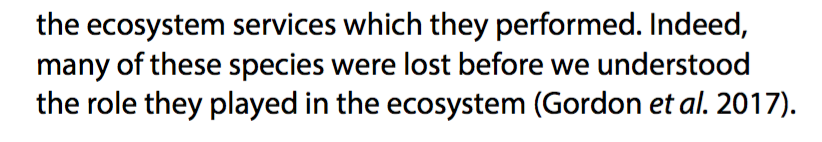 the ecosystem services which they performed. Indeed,
many of these species were lost before we understood
the role they played in the ecosystem (Gordon et al. 2017).